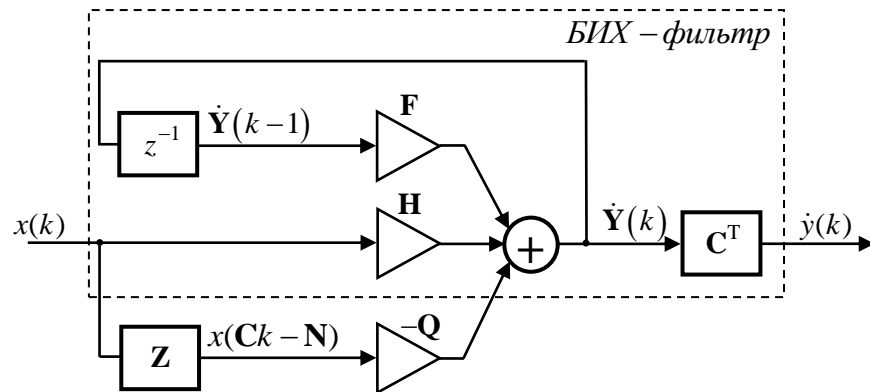 БИХ – фильтр
F
z⁻¹
Ẏ(k−1)
H
x(k)
+
Ẏ(k)
Cᵀ
ẏ(k)
−Q
Z
x(Ck − N)